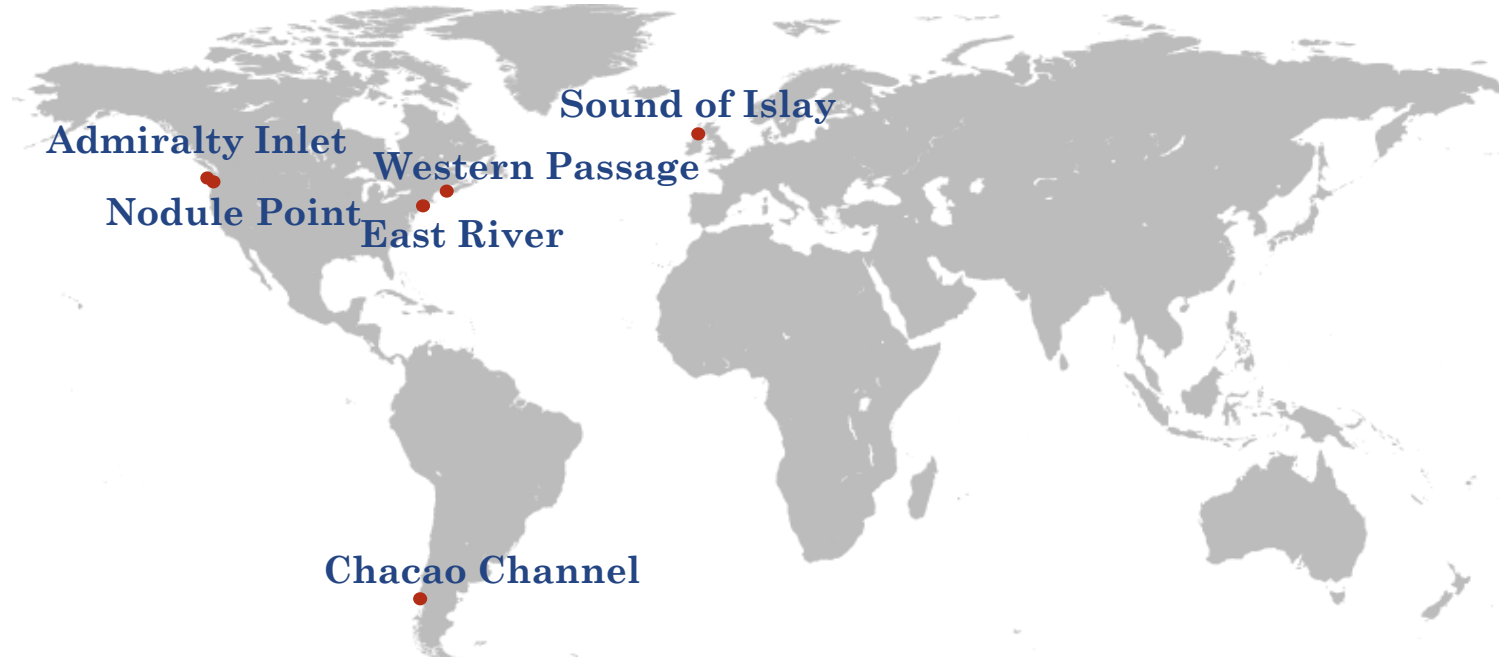 Sound of Islay
Admiralty Inlet
Western Passage
Nodule Point
East River
Chacao Channel